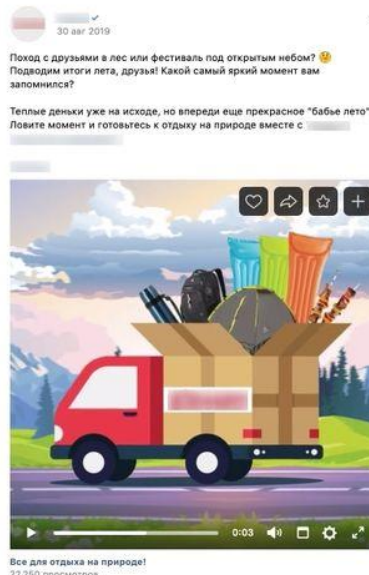 30 авг 2019
Поход с друзьями в лес или фестиваль под открытым небом? 🤔
Подводим итоги лета, друзья! Какой самый яркий момент вам
запомнился?
Теплые деньки уже на исходе, но впереди еще прекрасное "бабье лето"
Ловите момент и готовьтесь к отдыху на природе вместе с
0:03
Все для отдыха на природе!
просмотров